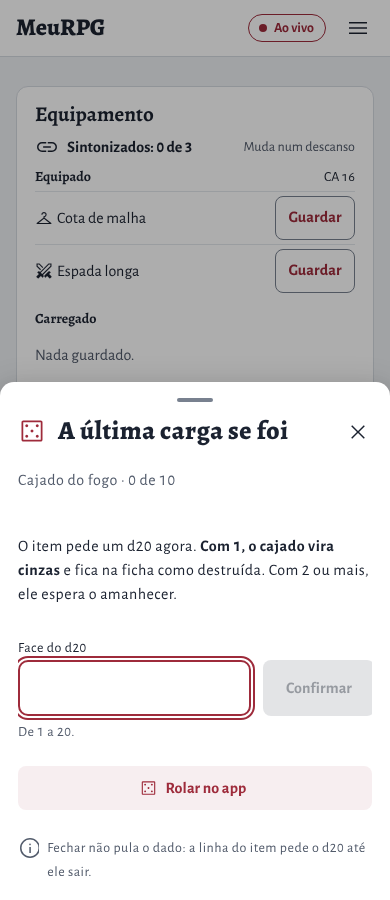 MeuRPG
Ao vivo
Equipamento
Sintonizados: 0 de 3
Muda num descanso
Equipado
CA 16
Cota de malha
Guardar
Espada longa
Guardar
Carregado
Nada guardado.
A última carga se foi
Cajado do fogo · 0 de 10
O item pede um d20 agora. Com 1, o cajado vira
cinzas e fica na ficha como destruída. Com 2 ou mais,
ele espera o amanhecer.
Face do d20
Confirmar
De 1 a 20.
Rolar no app
Fechar não pula o dado: a linha do item pede o d20 até
ele sair.